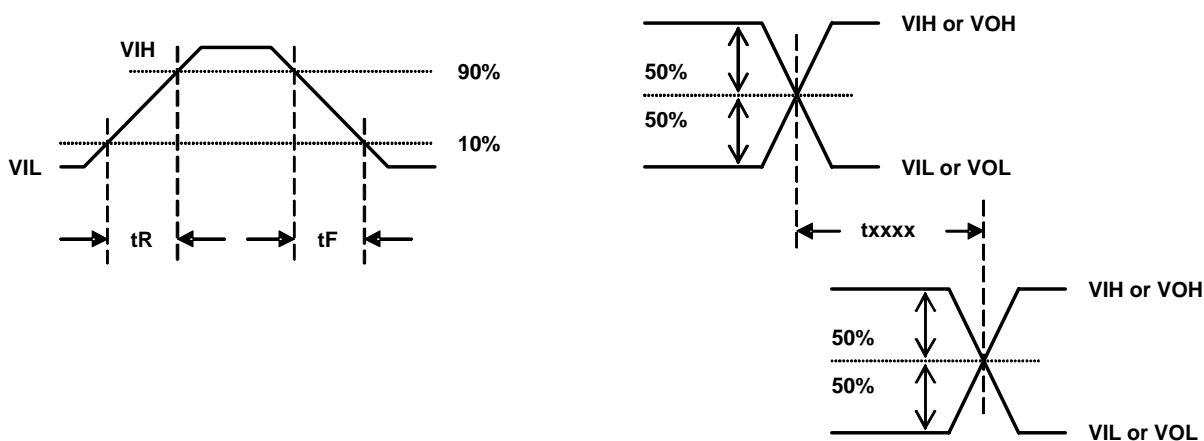 VIH
90%
10%
VIL
tR
tF
VIH or VOH
50%
50%
VIL or VOL
txxxx
VIH or VOH
50%
50%
VIL or VOL